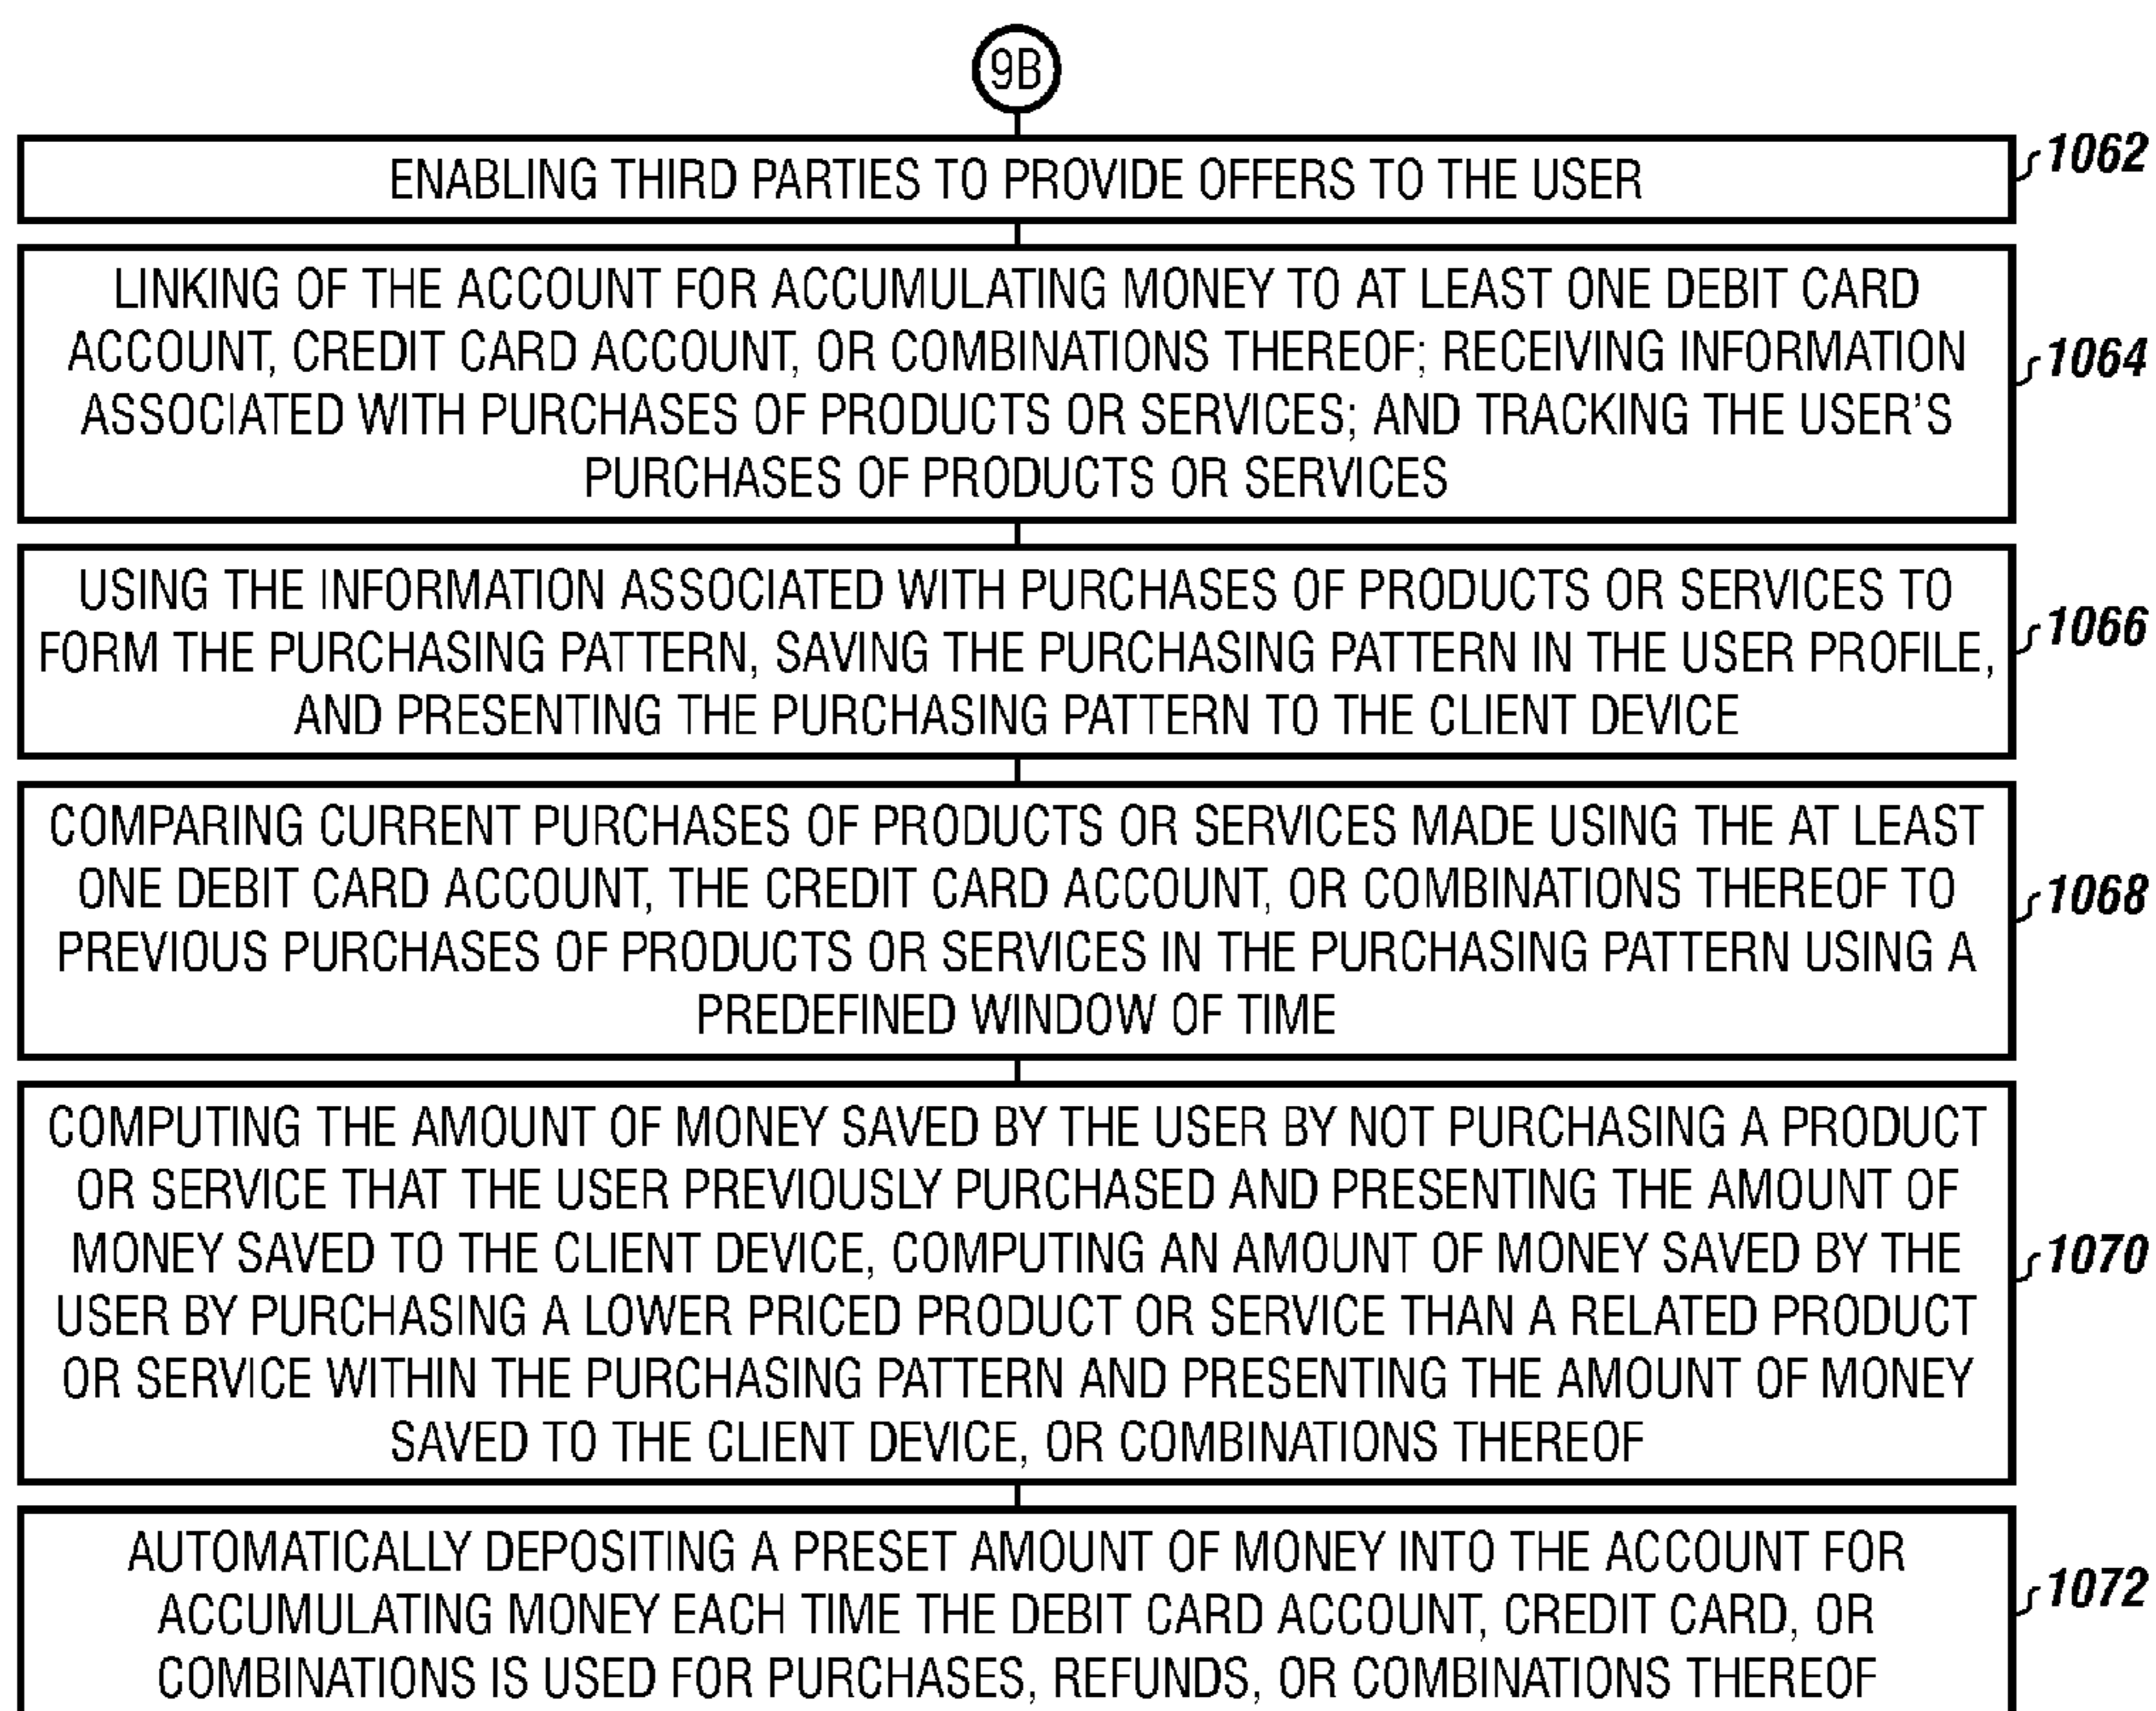 9B
ENABLING THIRD PARTIES TO PROVIDE OFFERS TO THE USER
1062
LINKING OF THE ACCOUNT FOR ACCUMULATING MONEY TO AT LEAST ONE DEBIT CARD
ACCOUNT, CREDIT CARD ACCOUNT, OR COMBINATIONS THEREOF; RECEIVING INFORMATION
ASSOCIATED WITH PURCHASES OF PRODUCTS OR SERVICES; AND TRACKING THE USER'S
PURCHASES OF PRODUCTS OR SERVICES
1064
USING THE INFORMATION ASSOCIATED WITH PURCHASES OF PRODUCTS OR SERVICES TO
FORM THE PURCHASING PATTERN, SAVING THE PURCHASING PATTERN IN THE USER PROFILE,
AND PRESENTING THE PURCHASING PATTERN TO THE CLIENT DEVICE
1066
COMPARING CURRENT PURCHASES OF PRODUCTS OR SERVICES MADE USING THE AT LEAST
ONE DEBIT CARD ACCOUNT, THE CREDIT CARD ACCOUNT, OR COMBINATIONS THEREOF TO
PREVIOUS PURCHASES OF PRODUCTS OR SERVICES IN THE PURCHASING PATTERN USING A
PREDEFINED WINDOW OF TIME
1068
COMPUTING THE AMOUNT OF MONEY SAVED BY THE USER BY NOT PURCHASING A PRODUCT
OR SERVICE THAT THE USER PREVIOUSLY PURCHASED AND PRESENTING THE AMOUNT OF
MONEY SAVED TO THE CLIENT DEVICE, COMPUTING AN AMOUNT OF MONEY SAVED BY THE
USER BY PURCHASING A LOWER PRICED PRODUCT OR SERVICE THAN A RELATED PRODUCT
OR SERVICE WITHIN THE PURCHASING PATTERN AND PRESENTING THE AMOUNT OF MONEY
SAVED TO THE CLIENT DEVICE, OR COMBINATIONS THEREOF
1070
AUTOMATICALLY DEPOSITING A PRESET AMOUNT OF MONEY INTO THE ACCOUNT FOR
ACCUMULATING MONEY EACH TIME THE DEBIT CARD ACCOUNT, CREDIT CARD, OR
COMBINATIONS IS USED FOR PURCHASES, REFUNDS, OR COMBINATIONS THEREOF
1072